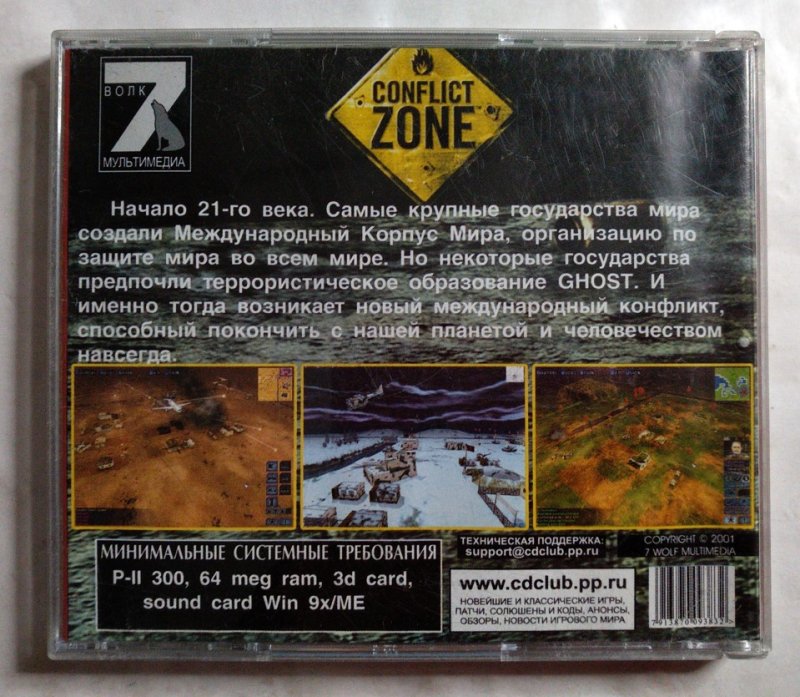 ВОЛК
7
МУЛЬТИМЕДИА
CONFLICT
ZONE
Начало 21-го века. Самые крупные государства мира
создали Международный Корпус Мира, организацию по
защите мира во всем мире. Но некоторые государства
предпочли террористическое образование GHOST. И
именно тогда возникает новый международный конфликт,
способный покончить с нашей планетой и человечеством
навсегда.
МИНИМАЛЬНЫЕ СИСТЕМНЫЕ ТРЕБОВАНИЯ
P-II 300, 64 meg ram, 3d card,
sound card Win 9x/ME
ТЕХНИЧЕСКАЯ ПОДДЕРЖКА:
support@cdclub.pp.ru
www.cdclub.pp.ru
НОВЕЙШИЕ И КЛАССИЧЕСКИЕ ИГРЫ,
ПАТЧИ, СОЛЮШЕНЫ И КОДЫ, АНОНСЫ,
ОБЗОРЫ, НОВОСТИ ИГРОВОГО МИРА
COPYRIGHT © 2001
7 WOLF MULTIMEDIA
7913870093832>